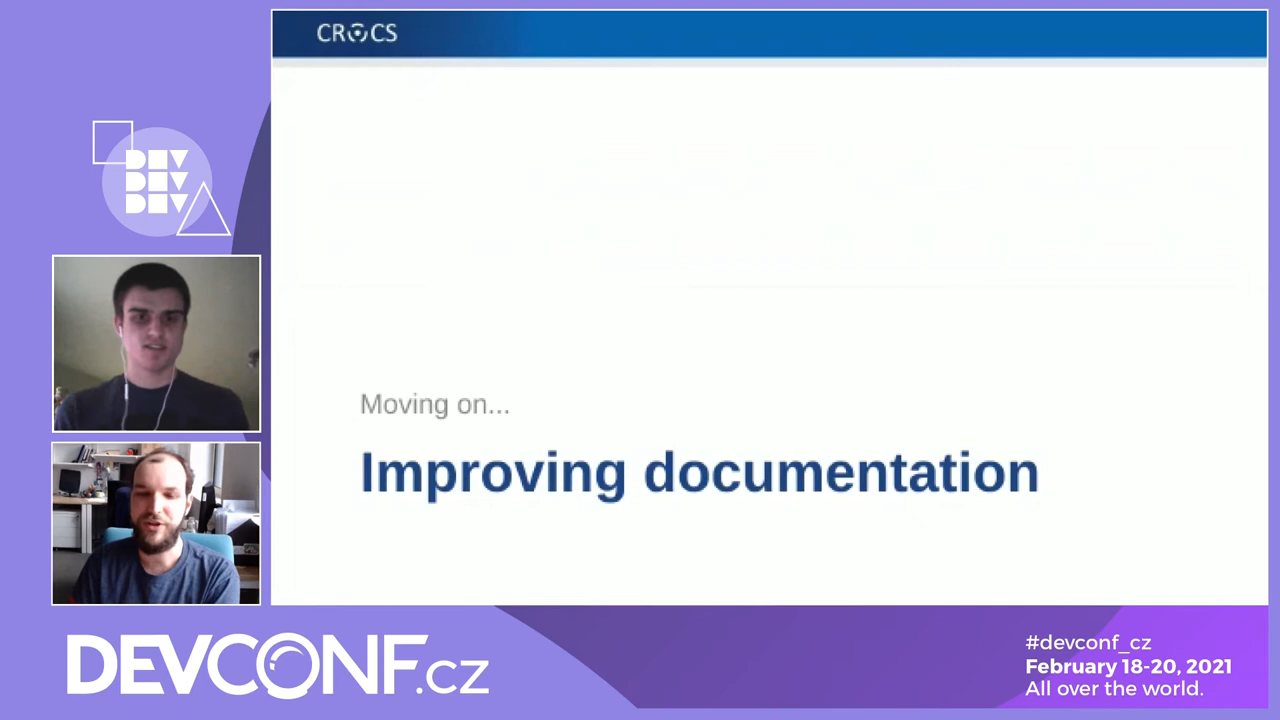 CROCS
DEV
DEV
DEV
Moving on...
Improving documentation
DEVCONF.cz
#devconf_cz
February 18-20, 2021
All over the world.